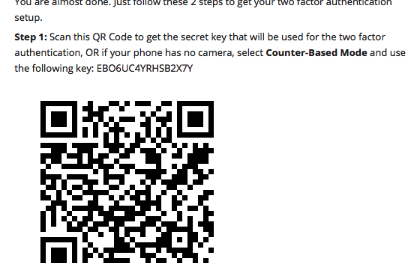 You are almost done. Just follow these 2 steps to get your two factor authentication
setup.
Step 1: Scan this QR Code to get the secret key that will be used for the two factor
authentication, OR if your phone has no camera, select Counter-Based Mode and use
the following key: EBO6UC4YRHSB2X7Y